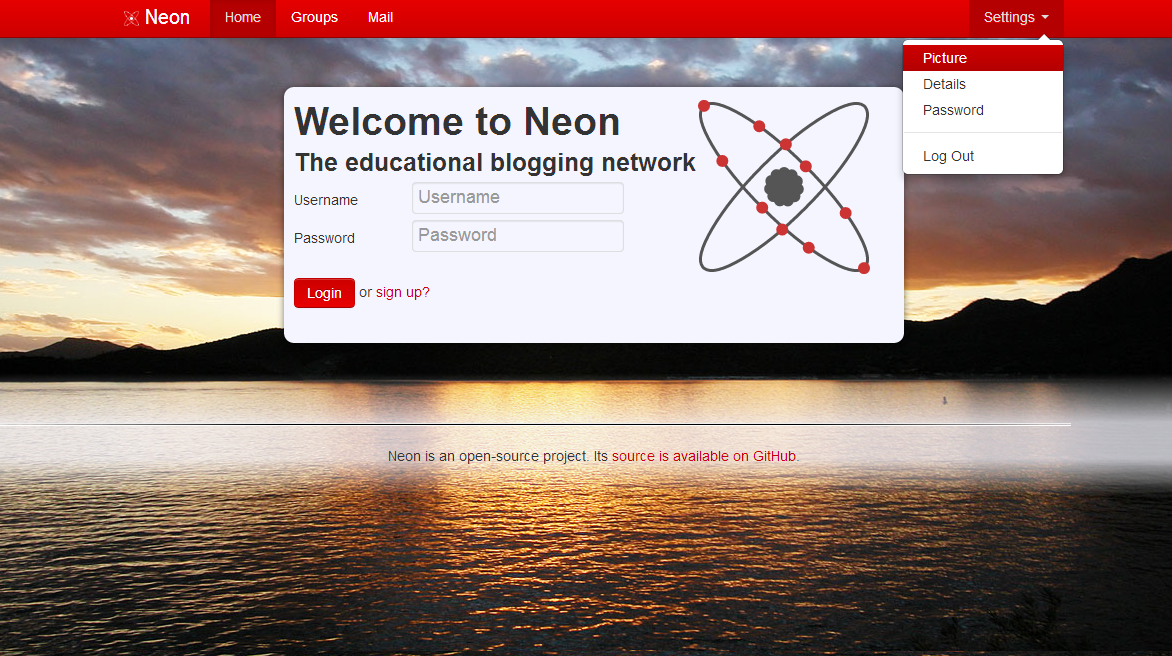 Neon Home Groups Mail Settings
Picture
Details
Password
Log Out
Welcome to Neon
The educational blogging network
Username Username
Password Password
Login or sign up?
Neon is an open-source project. Its source is available on GitHub.